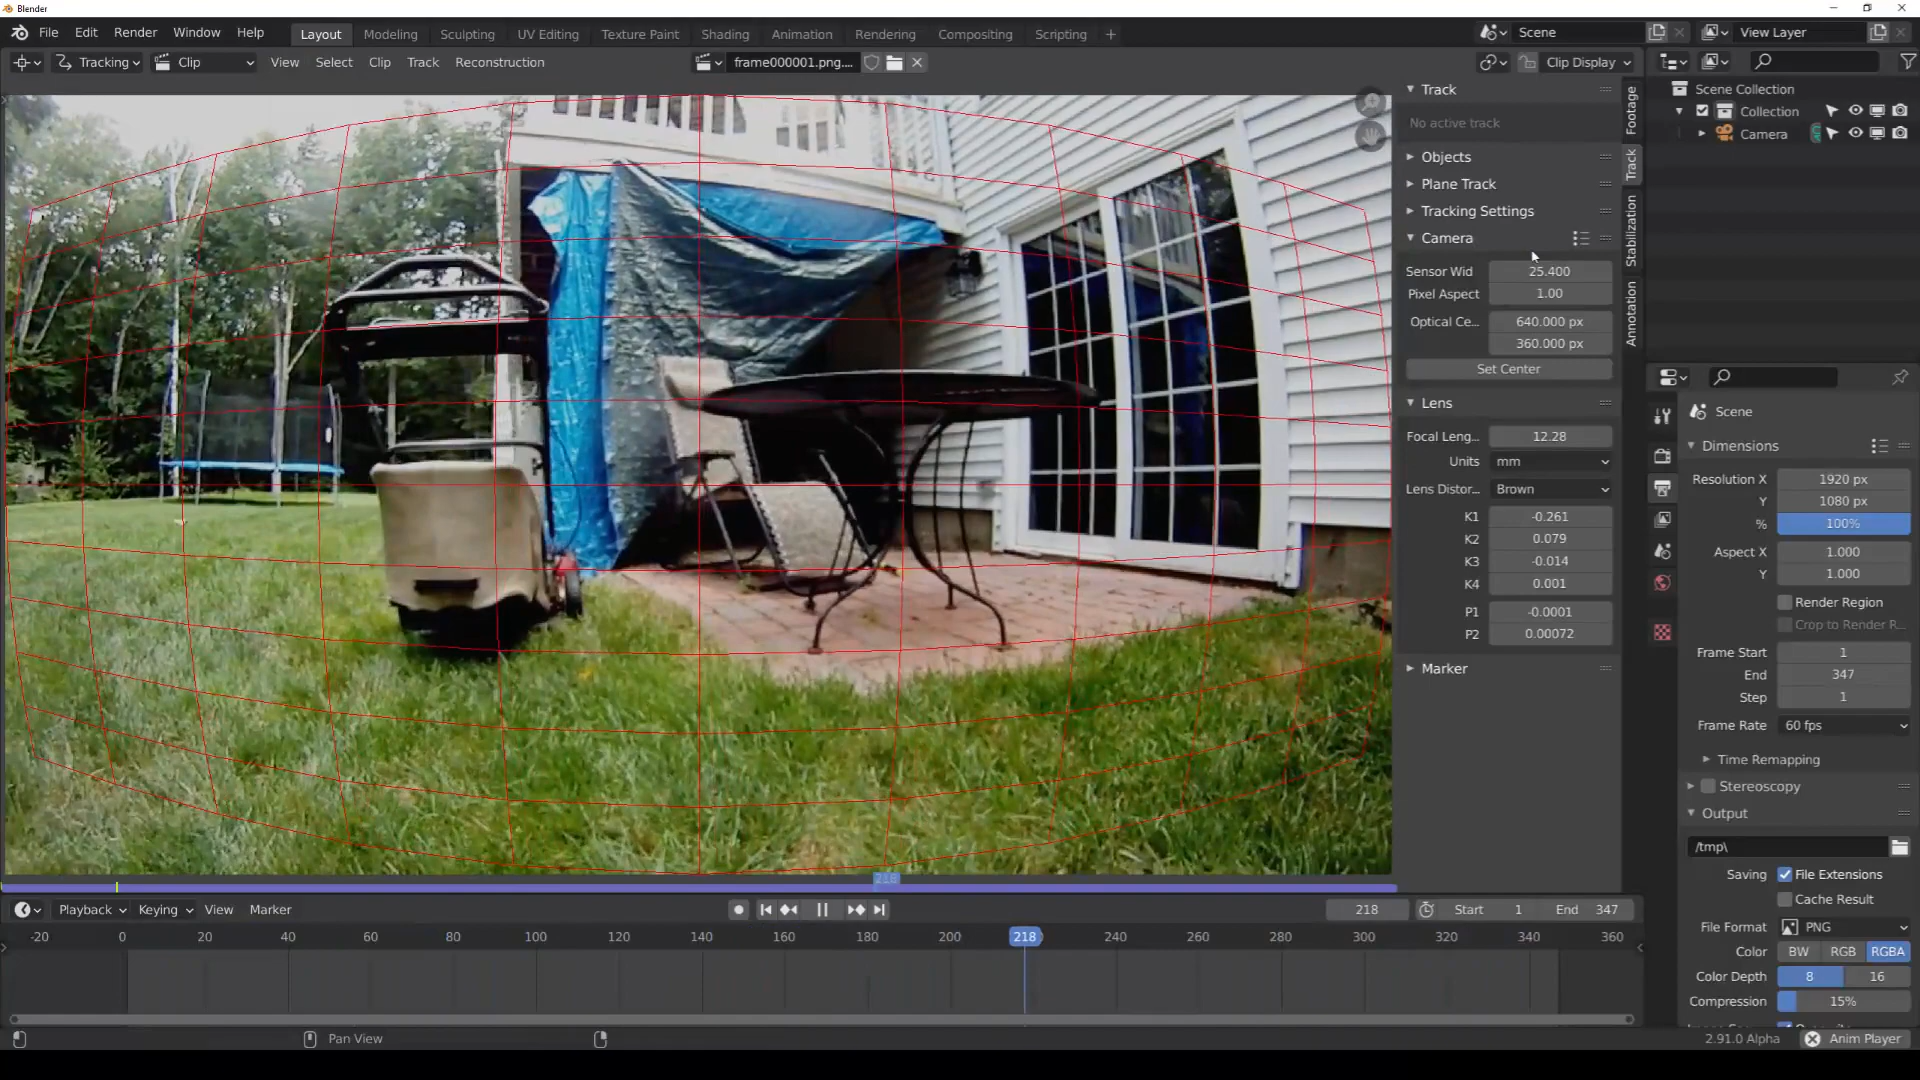 Blender
File Edit Render Window Help
Layout Modeling Sculpting UV Editing Texture Paint Shading Animation Rendering Compositing Scripting +
Scene
View Layer
Tracking Clip View Select Clip Track Reconstruction
frame000001.png....
Clip Display
Track
No active track
Objects
Plane Track
Tracking Settings
Camera
Sensor Wid 25.400
Pixel Aspect 1.00
Optical Ce... 640.000 px
360.000 px
Set Center
Lens
Focal Leng... 12.28
Units mm
Lens Distor... Brown
K1 -0.261
K2 0.079
K3 -0.014
K4 0.001
P1 -0.0001
P2 0.00072
Marker
Footage
Track
Stabilization
Annotation
Scene Collection
Collection
Camera
Scene
Dimensions
Resolution X 1920 px
Y 1080 px
% 100%
Aspect X 1.000
Y 1.000
Render Region
Crop to Render R...
Frame Start 1
End 347
Step 1
Frame Rate 60 fps
Time Remapping
Stereoscopy
Output
/tmp\
Saving File Extensions
Cache Result
File Format PNG
Color BW RGB RGBA
Color Depth 8 16
Compression 15%
218
Playback Keying View Marker
218 Start 1 End 347
-20 0 20 40 60 80 100 120 140 160 180 200 218 240 260 280 300 320 340 360
Pan View
2.91.0 Alpha Anim Player